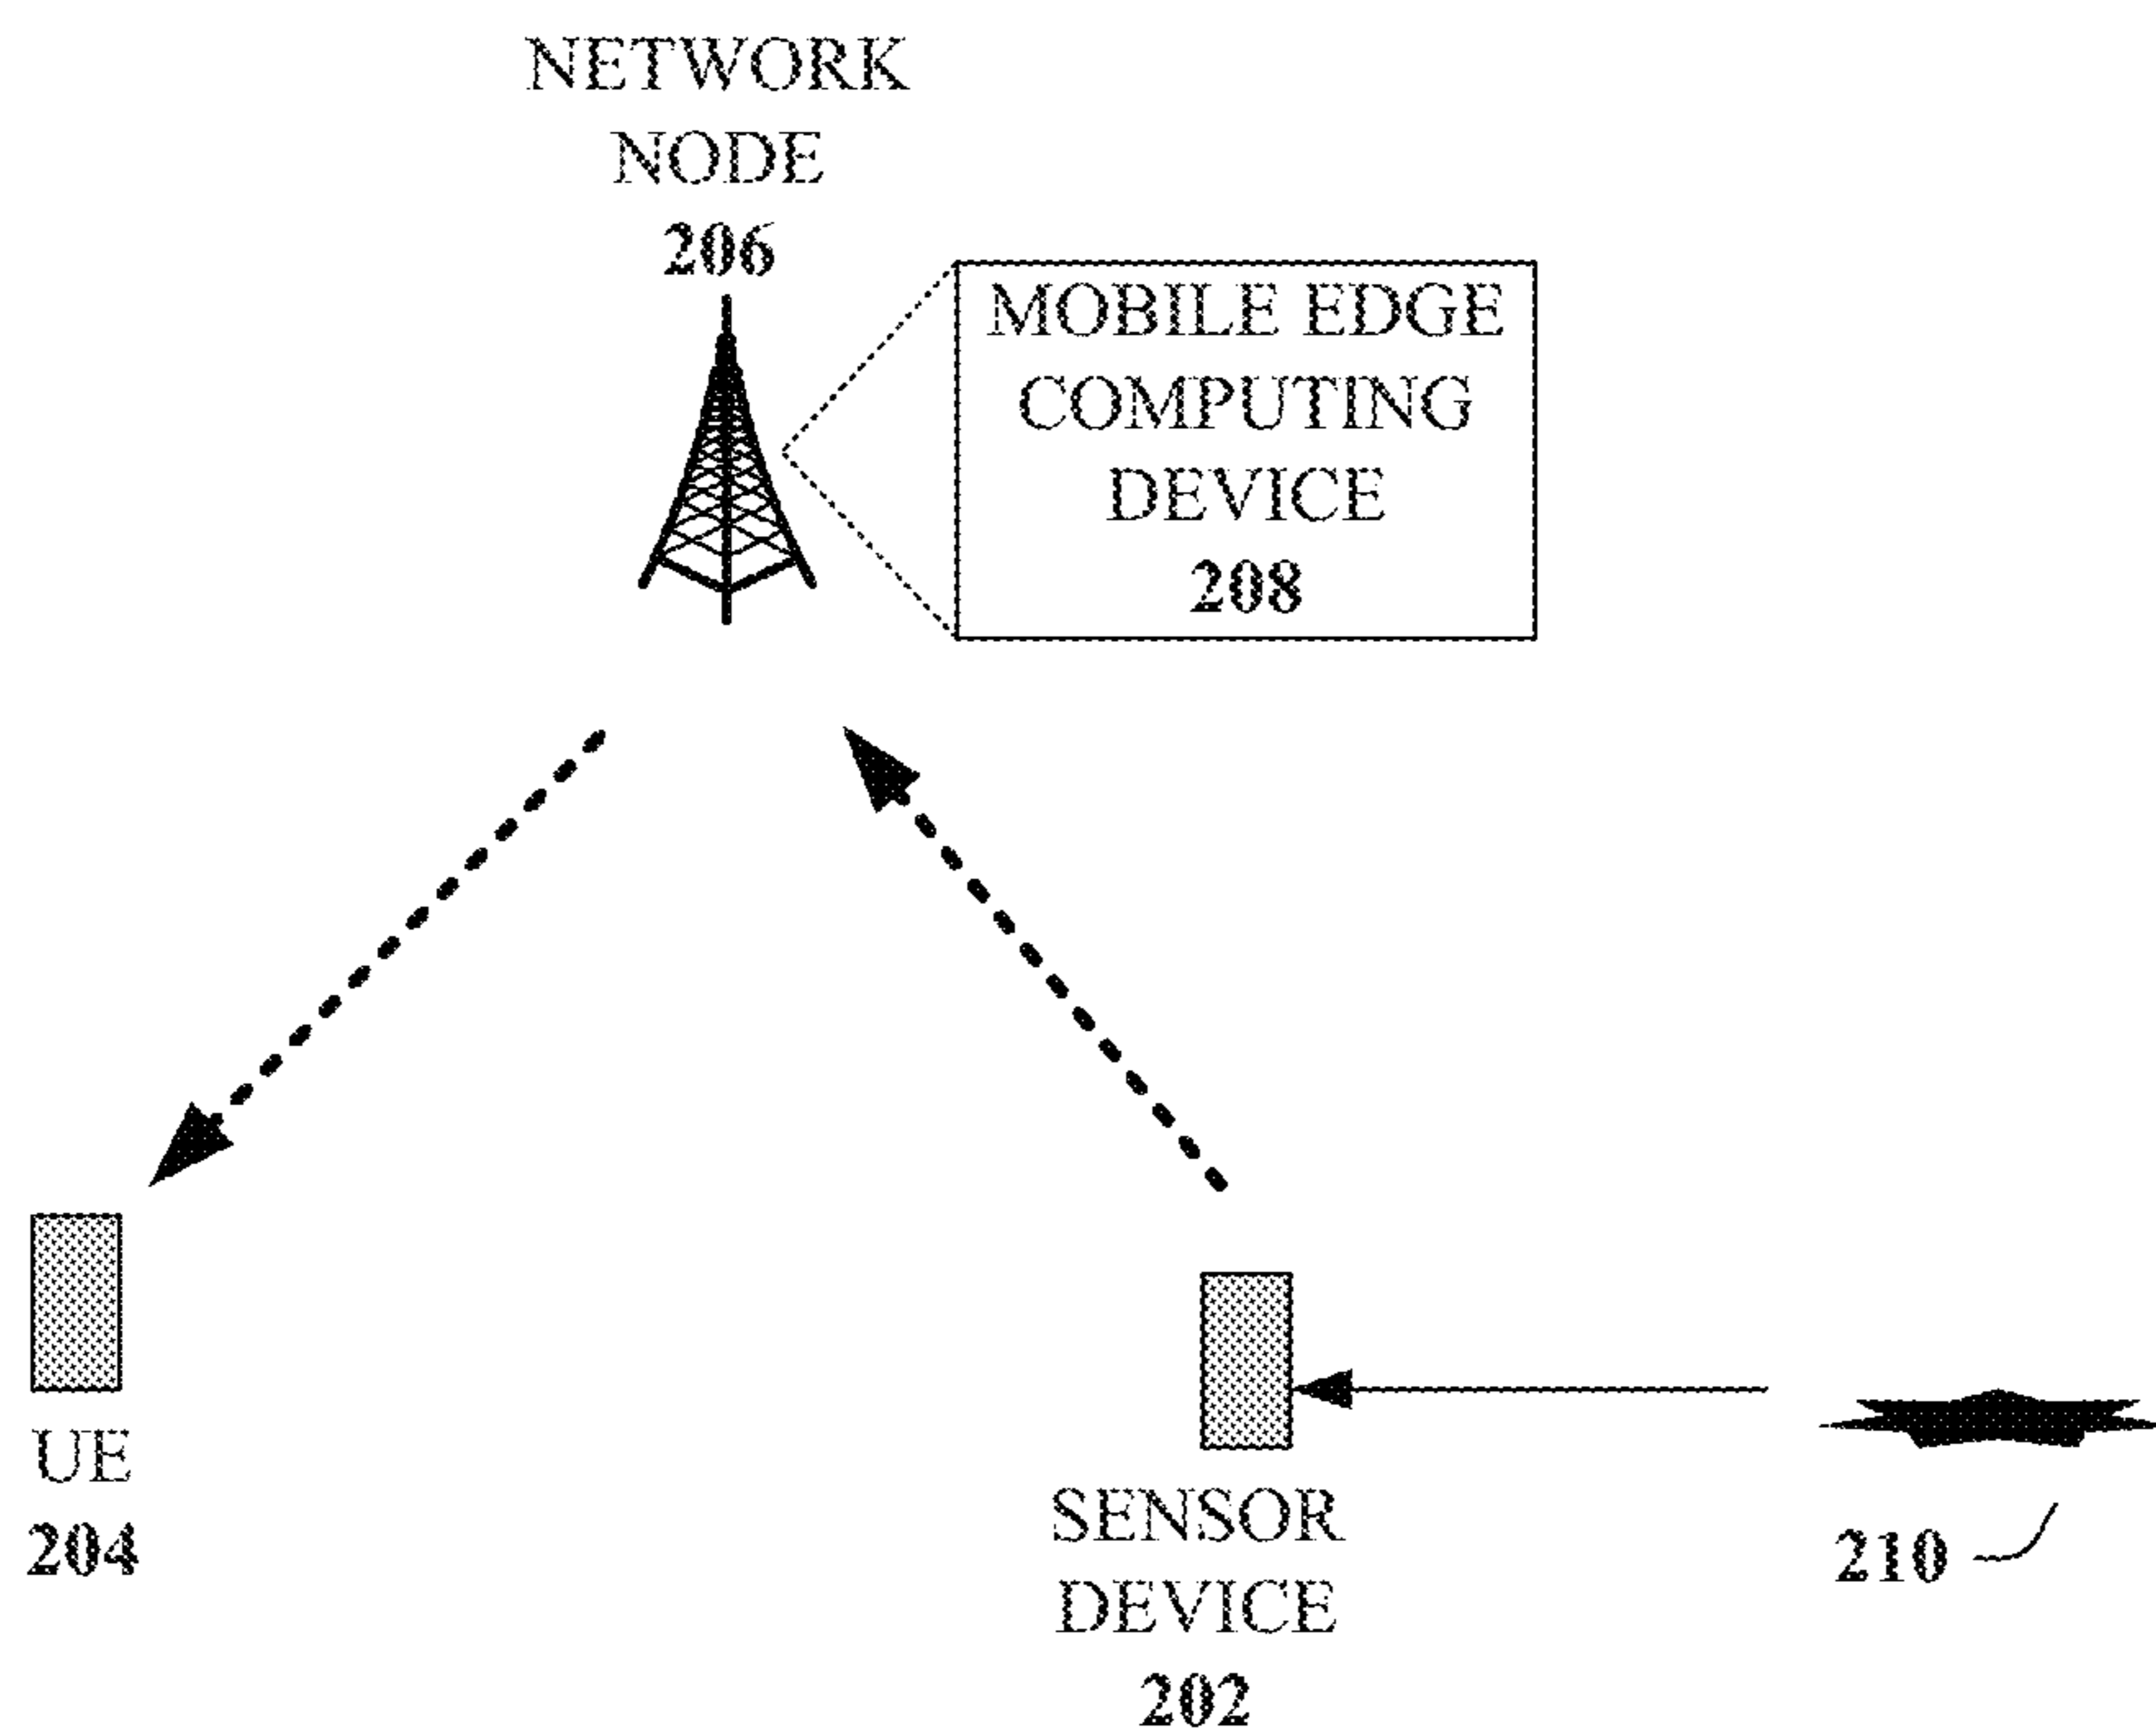 NETWORK
NODE
206
MOBILE EDGE
COMPUTING
DEVICE
208
UE
204
SENSOR
DEVICE
202
210